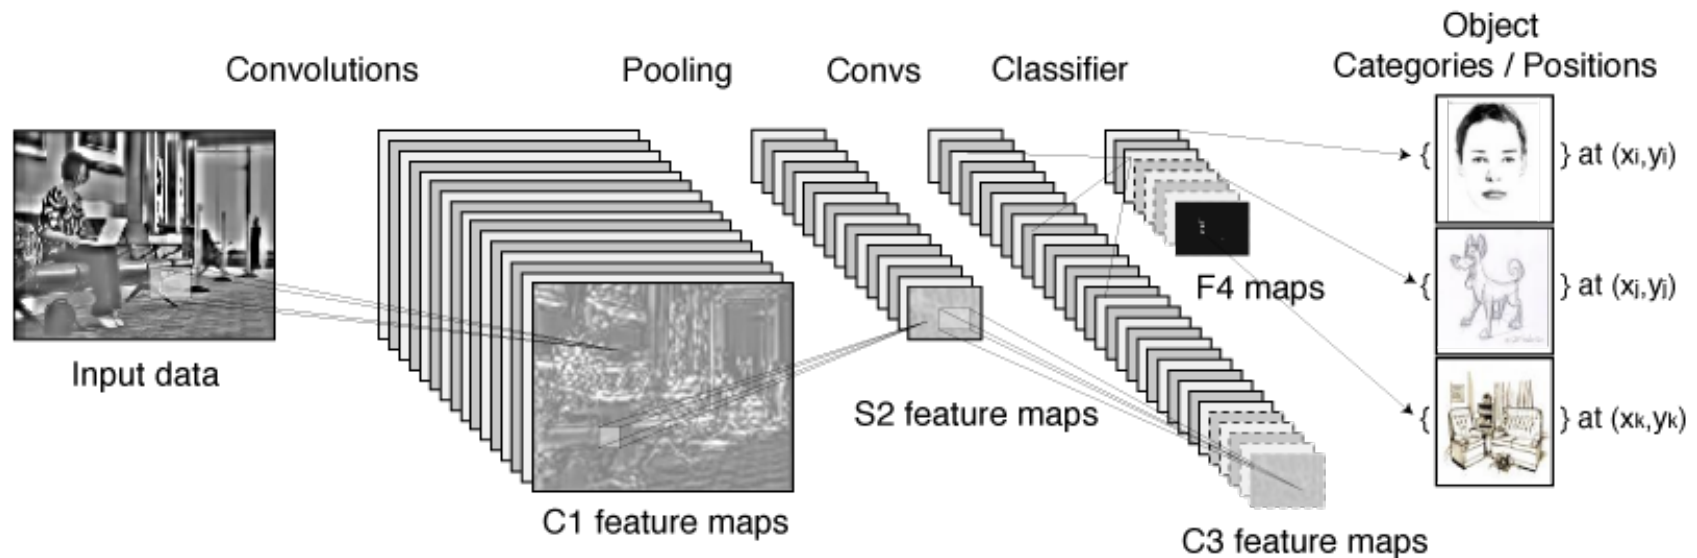 Object
Categories / Positions
Convolutions
Pooling
Convs
Classifier
{ } at (xi,yi)
{ } at (xj,yj)
{ } at (xk,yk)
F4 maps
Input data
S2 feature maps
C1 feature maps
C3 feature maps